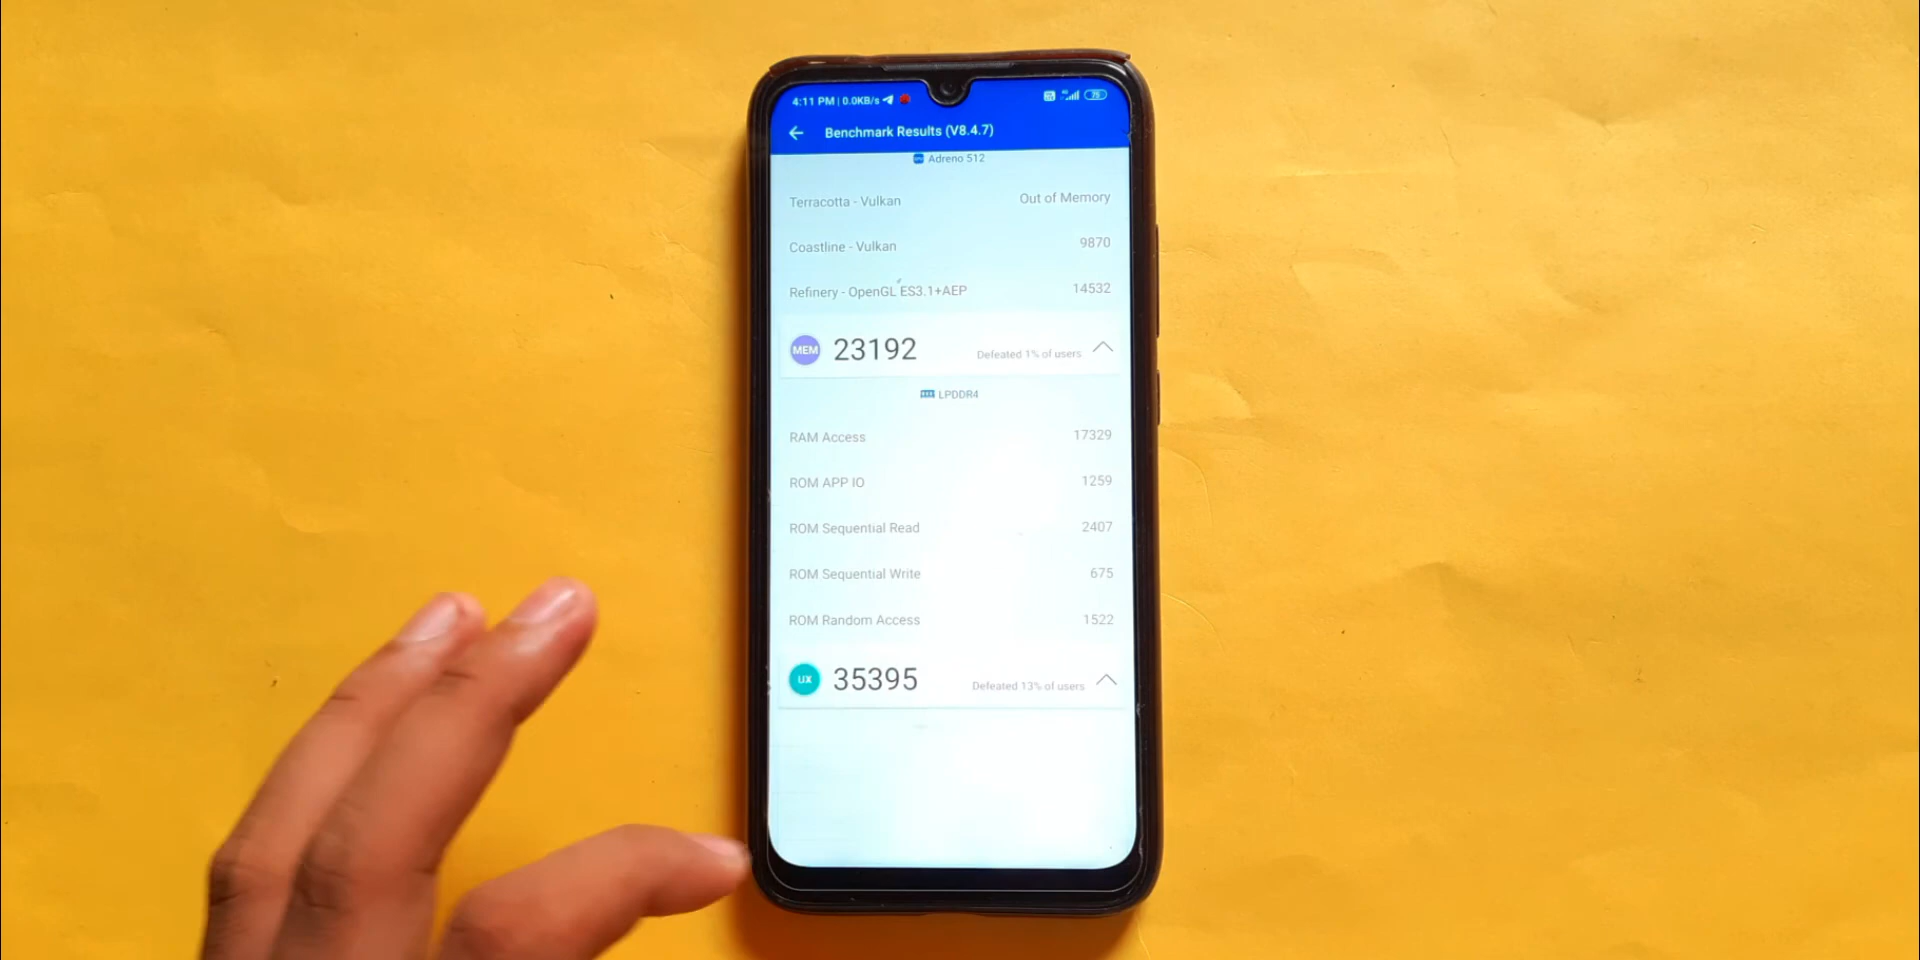 4:11 PM | 0.0KB/s
4G 75
Benchmark Results (V8.4.7)
Adreno 512
Terracotta - Vulkan Out of Memory
Coastline - Vulkan 9870
Refinery - OpenGL ES3.1+AEP 14532
MEM 23192 Defeated 1% of users
LPDDR4
RAM Access 17329
ROM APP IO 1259
ROM Sequential Read 2407
ROM Sequential Write 675
ROM Random Access 1522
UX 35395 Defeated 13% of users